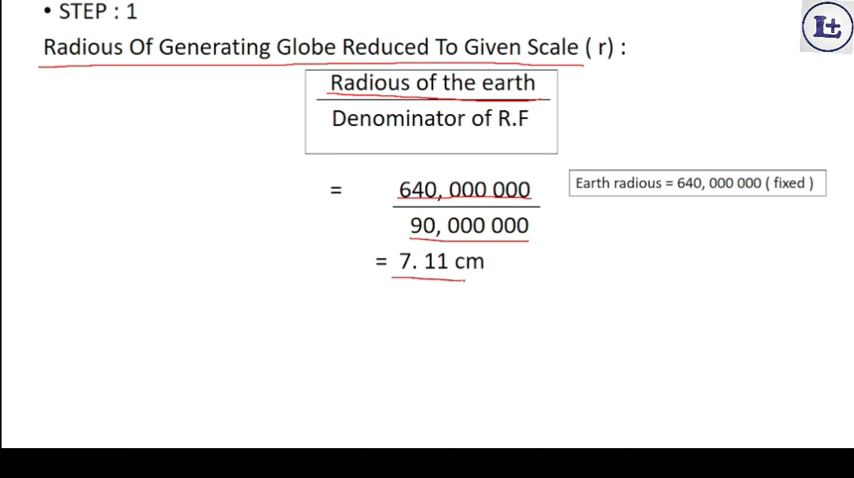 • STEP : 1
Radious Of Generating Globe Reduced To Given Scale ( r) :
Radious of the earth
Denominator of R.F
= 640, 000 000
90, 000 000
Earth radious = 640, 000 000 ( fixed )
= 7. 11 cm
Lt